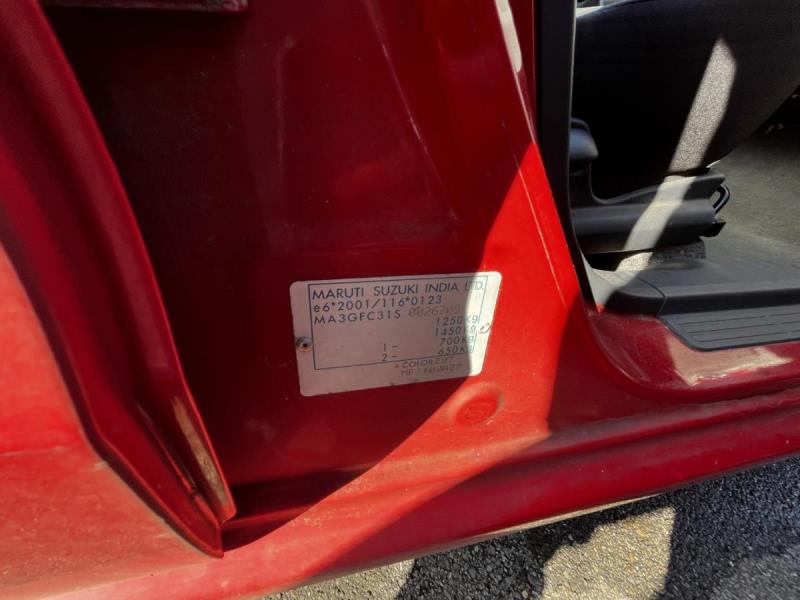 MARUTI SUZUKI INDIA LTD.
e6*2001/116*0123
MA3GFC31S
1250Kg
1450Kg
1- 700Kg
2- 650Kg